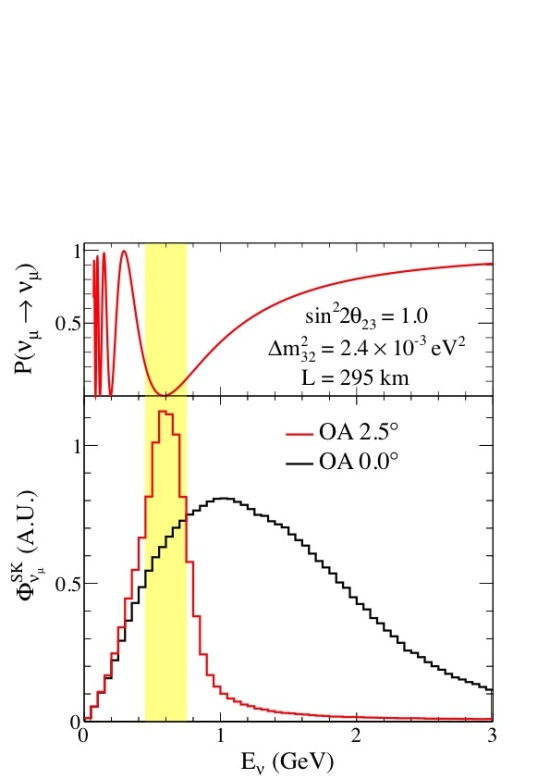 1
0.5
P(ν_μ → ν_μ)
sin²2θ₂₃ = 1.0
Δm²₃₂ = 2.4 × 10⁻³ eV²
L = 295 km
OA 2.5°
OA 0.0°
1
0.5
0
Φ^SK_ν_μ (A.U.)
0 1 2 3
E_ν (GeV)